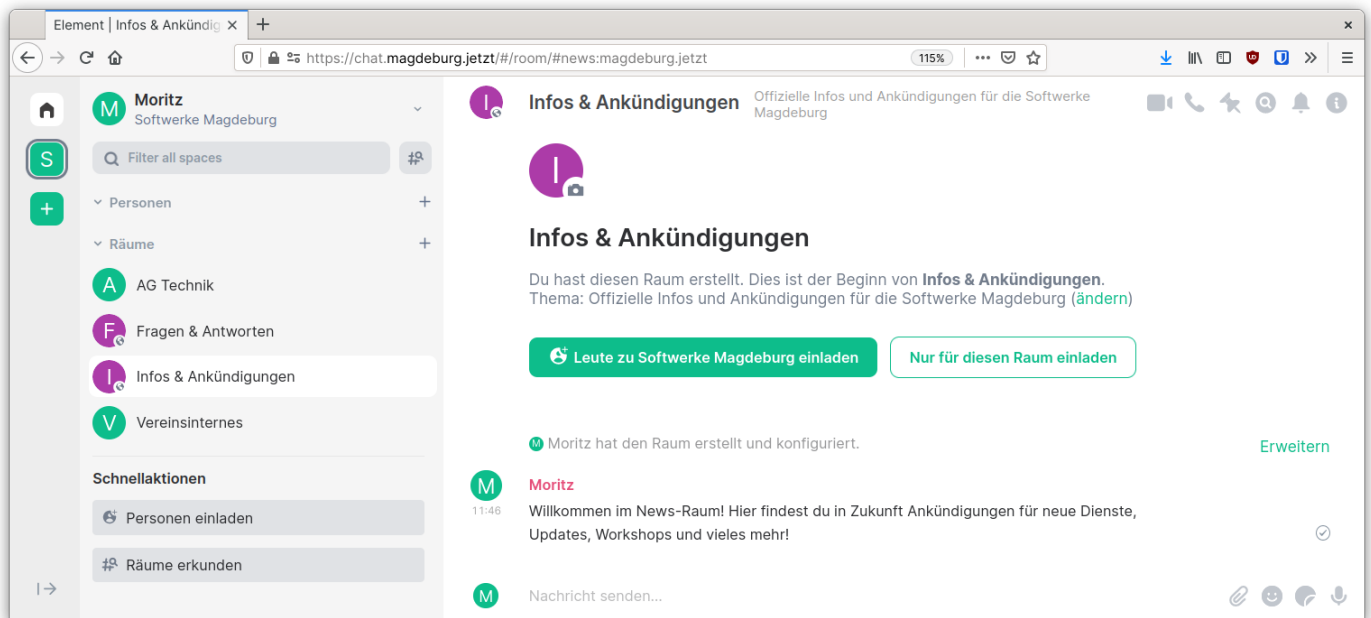 Element | Infos & Ankündig
https://chat.magdeburg.jetzt/#/room/#news:magdeburg.jetzt
115%
M
Moritz
Softwerke Magdeburg
S
Filter all spaces
Personen
Räume
A
AG Technik
F
Fragen & Antworten
I
Infos & Ankündigungen
V
Vereinsinternes
Schnellaktionen
Personen einladen
Räume erkunden
I
Infos & Ankündigungen
Offizielle Infos und Ankündigungen für die Softwerke
Magdeburg
I
Infos & Ankündigungen
Du hast diesen Raum erstellt. Dies ist der Beginn von Infos & Ankündigungen.
Thema: Offizielle Infos und Ankündigungen für die Softwerke Magdeburg (ändern)
Leute zu Softwerke Magdeburg einladen
Nur für diesen Raum einladen
M Moritz hat den Raum erstellt und konfiguriert.
Erweitern
M
Moritz
11:46
Willkommen im News-Raum! Hier findest du in Zukunft Ankündigungen für neue Dienste,
Updates, Workshops und vieles mehr!
M
Nachricht senden...